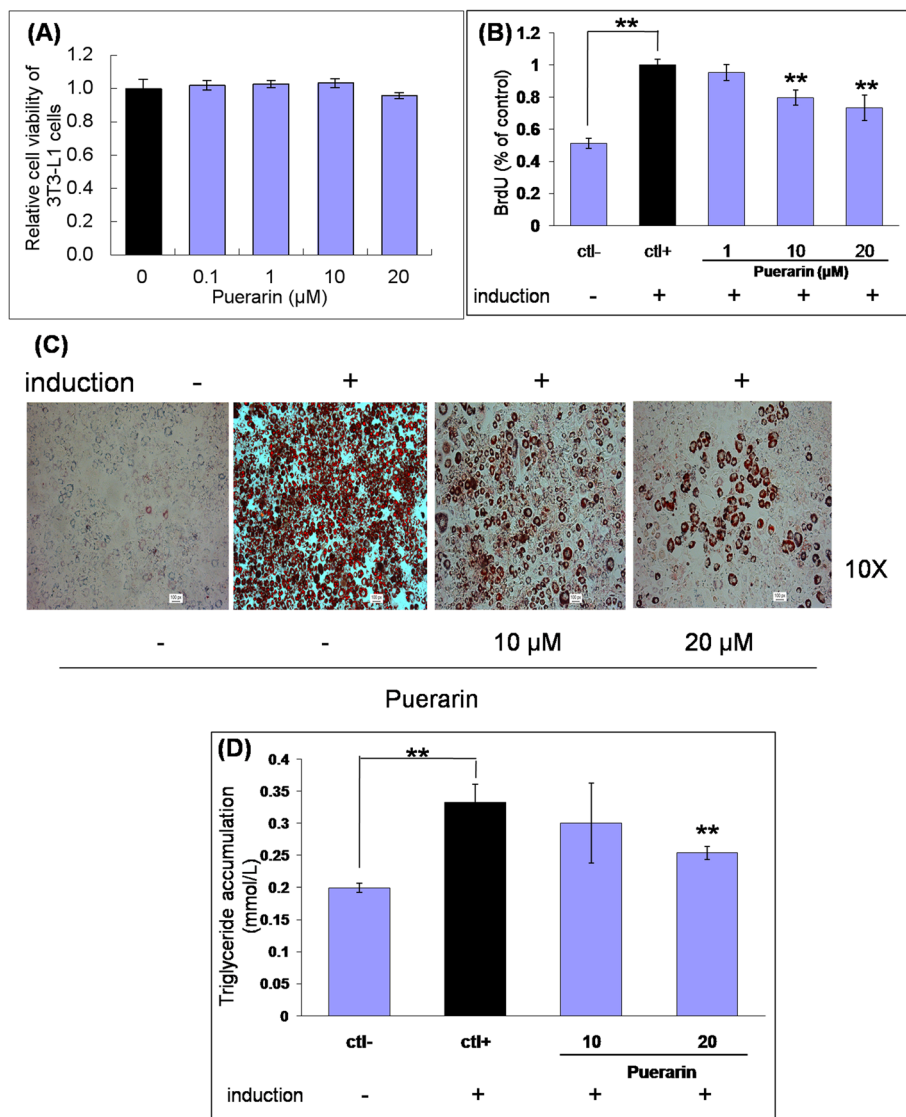 (A)
1.2
1.0
0.8
0.6
0.4
0.2
0.0
Relative cell viability of
3T3-L1 cells
0 0.1 1 10 20
Puerarin (µM)
(B)
**
1.2
1
0.8
0.6
0.4
0.2
0
BrdU (% of control)
** **
ctl- ctl+ 1 10 20
Puerarin (µM)
induction - + + + +
(C)
induction - + + +
10X
- - 10 µM 20 µM
Puerarin
(D)
**
0.4
0.35
0.3
0.25
0.2
0.15
0.1
0.05
0
Triglyceride accumulation
(mmol/L)
**
ctl- ctl+ 10 20
Puerarin
induction - + + +